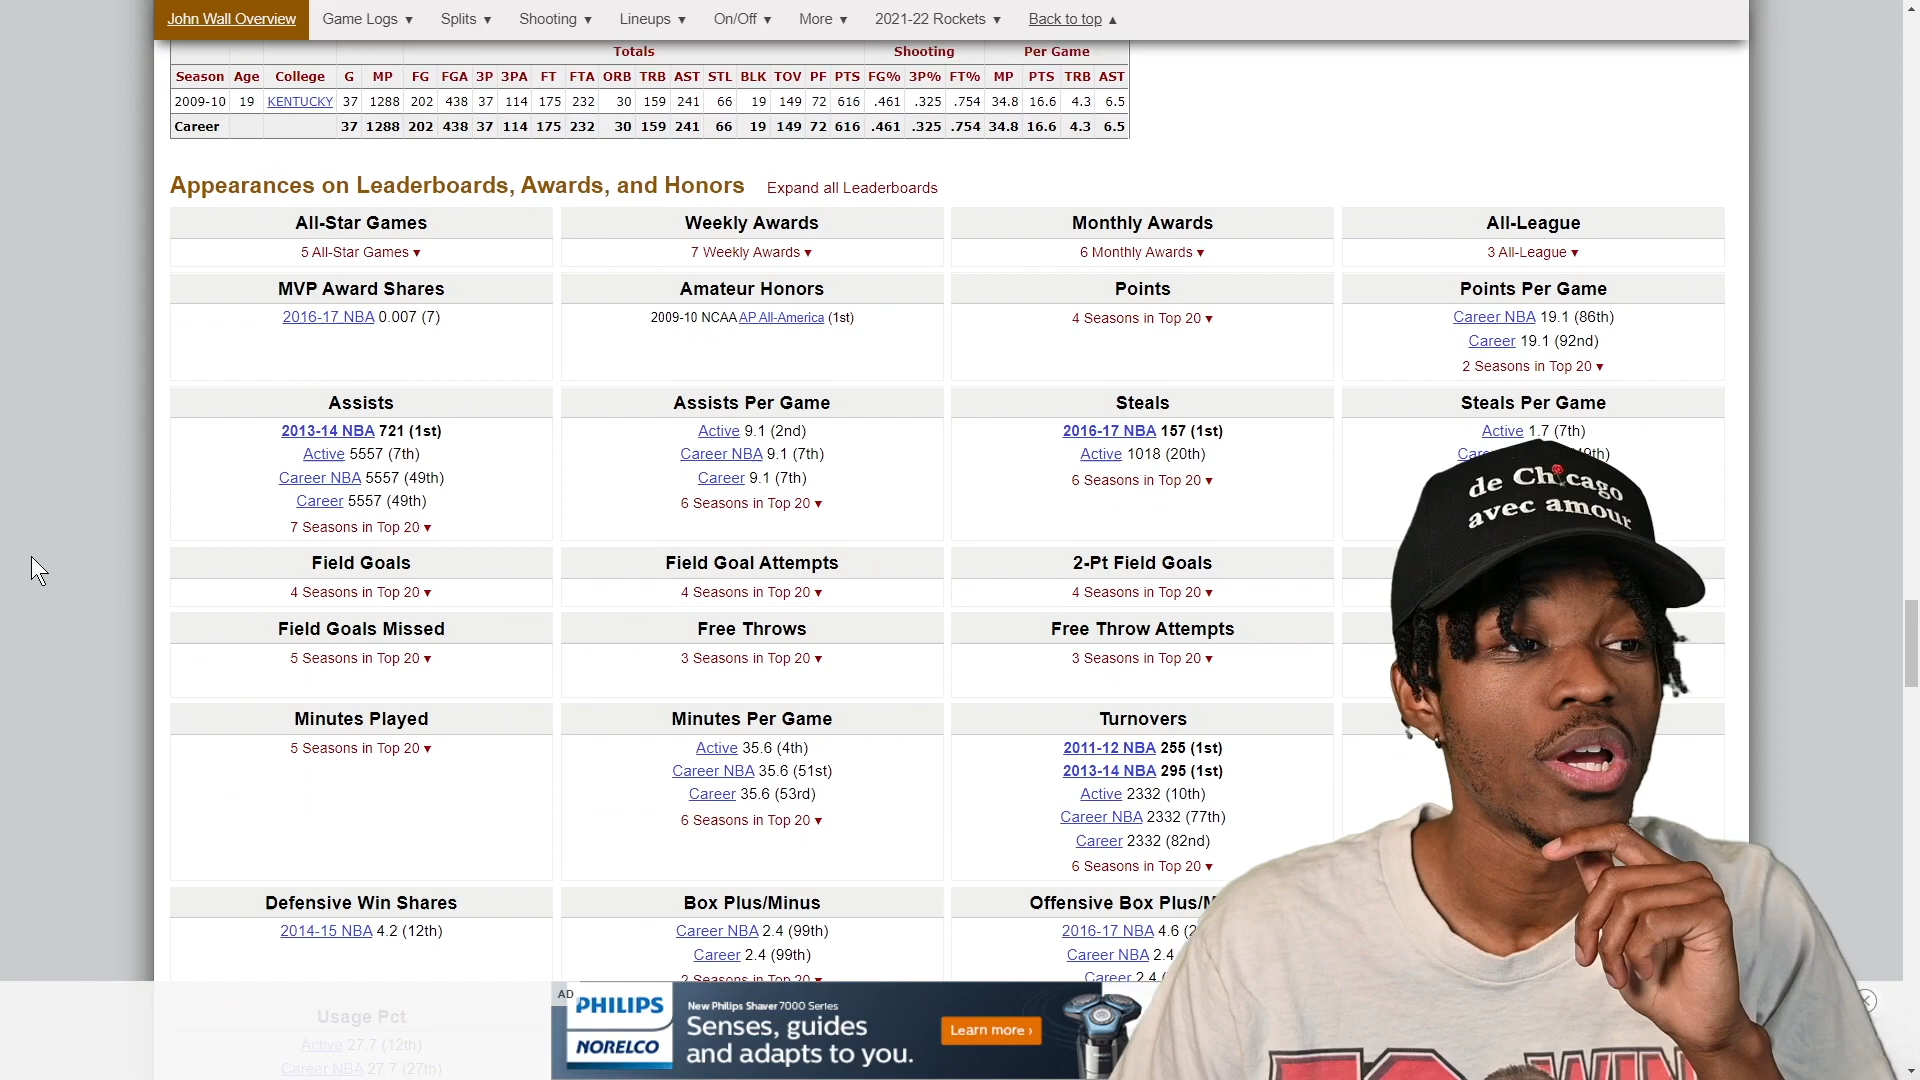 John Wall Overview Game Logs ▼ Splits ▼ Shooting ▼ Lineups ▼ On/Off ▼ More ▼ 2021-22 Rockets ▼ Back to top ▲
Totals Shooting Per Game
Season Age College G MP FG FGA 3P 3PA FT FTA ORB TRB AST STL BLK TOV PF PTS FG% 3P% FT% MP PTS TRB AST
2009-10 19 KENTUCKY 37 1288 202 438 37 114 175 232 30 159 241 66 19 149 72 616 .461 .325 .754 34.8 16.6 4.3 6.5
Career 37 1288 202 438 37 114 175 232 30 159 241 66 19 149 72 616 .461 .325 .754 34.8 16.6 4.3 6.5
Appearances on Leaderboards, Awards, and Honors Expand all Leaderboards
All-Star Games Weekly Awards Monthly Awards All-League
5 All-Star Games ▼ 7 Weekly Awards ▼ 6 Monthly Awards ▼ 3 All-League ▼
MVP Award Shares Amateur Honors Points Points Per Game
2016-17 NBA 0.007 (7) 2009-10 NCAA AP All-America (1st) 4 Seasons in Top 20 ▼ Career NBA 19.1 (86th)
Career 19.1 (92nd)
2 Seasons in Top 20 ▼
Assists Assists Per Game Steals Steals Per Game
2013-14 NBA 721 (1st) Active 9.1 (2nd) 2016-17 NBA 157 (1st) Active 1.7 (7th)
Active 5557 (7th) Career NBA 9.1 (7th) Active 1018 (20th)
Career NBA 5557 (49th) Career 9.1 (7th) 6 Seasons in Top 20 ▼
Career 5557 (49th) 6 Seasons in Top 20 ▼
7 Seasons in Top 20 ▼
de Chicago
avec amour
Field Goals Field Goal Attempts 2-Pt Field Goals
4 Seasons in Top 20 ▼ 4 Seasons in Top 20 ▼ 4 Seasons in Top 20 ▼
Field Goals Missed Free Throws Free Throw Attempts
5 Seasons in Top 20 ▼ 3 Seasons in Top 20 ▼ 3 Seasons in Top 20 ▼
Minutes Played Minutes Per Game Turnovers
5 Seasons in Top 20 ▼ Active 35.6 (4th) 2011-12 NBA 255 (1st)
Career NBA 35.6 (51st) 2013-14 NBA 295 (1st)
Career 35.6 (53rd) Active 2332 (10th)
6 Seasons in Top 20 ▼ Career NBA 2332 (77th)
Career 2332 (82nd)
6 Seasons in Top 20 ▼
Defensive Win Shares Box Plus/Minus Offensive Box Plus/M
2014-15 NBA 4.2 (12th) Career NBA 2.4 (99th) 2016-17 NBA 4.6
Career 2.4 (99th) Career NBA 2.4
2 Seasons in Top 20 ▼ Career 2.4
Usage Pct
Active 27.7 (12th)
Career NBA 27.7 (27th)
AD
PHILIPS
NORELCO
New Philips Shaver 7000 Series
Senses, guides
and adapts to you.
Learn more ›